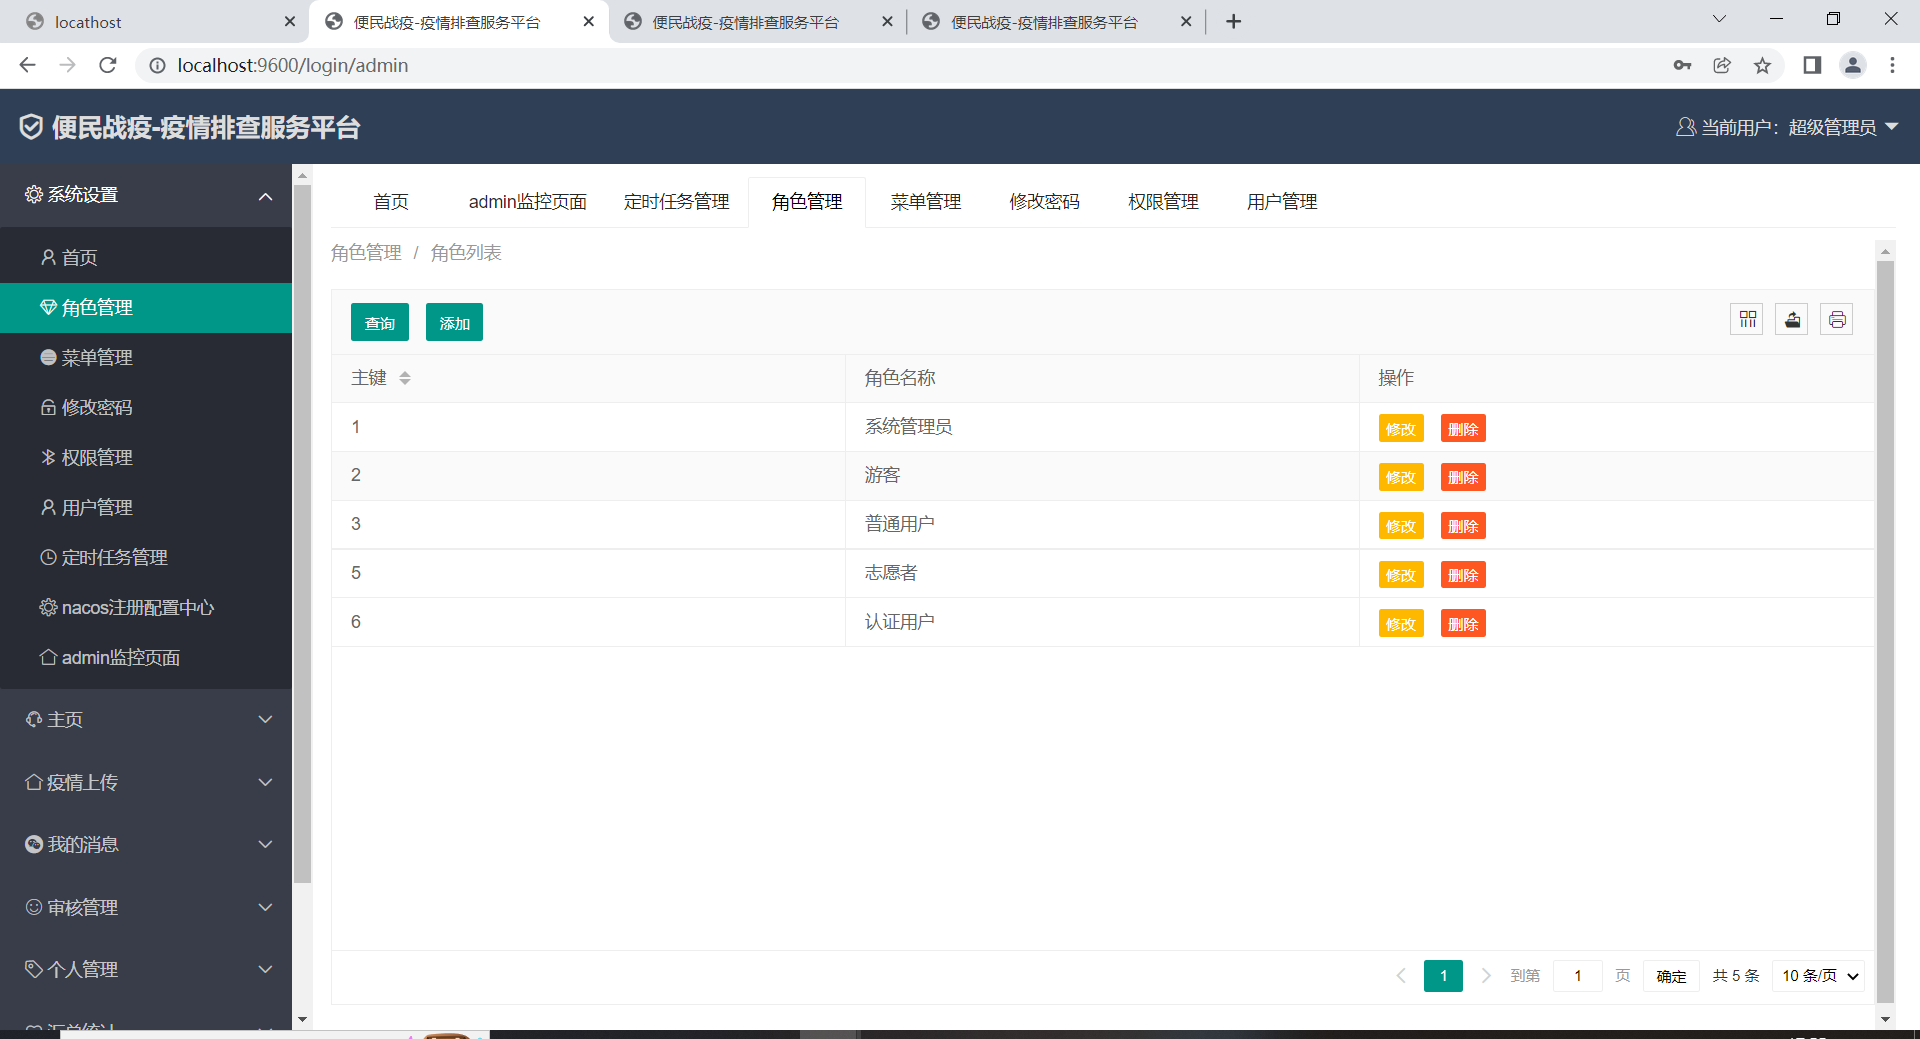 locathost
便民战疫-疫情排查服务平台
便民战疫-疫情排查服务平台
便民战疫-疫情排查服务平台
localhost:9600/login/admin
便民战疫-疫情排查服务平台
当前用户：超级管理员
系统设置
首页
角色管理
菜单管理
修改密码
权限管理
用户管理
定时任务管理
nacos注册配置中心
admin监控页面
主页
疫情上传
我的消息
审核管理
个人管理
汇总统计
首页 admin监控页面 定时任务管理 角色管理 菜单管理 修改密码 权限管理 用户管理
角色管理 / 角色列表
查询 添加
主键 角色名称 操作
1 系统管理员 修改 删除
2 游客 修改 删除
3 普通用户 修改 删除
5 志愿者 修改 删除
6 认证用户 修改 删除
1 到第 1 页 确定 共 5 条 10 条/页